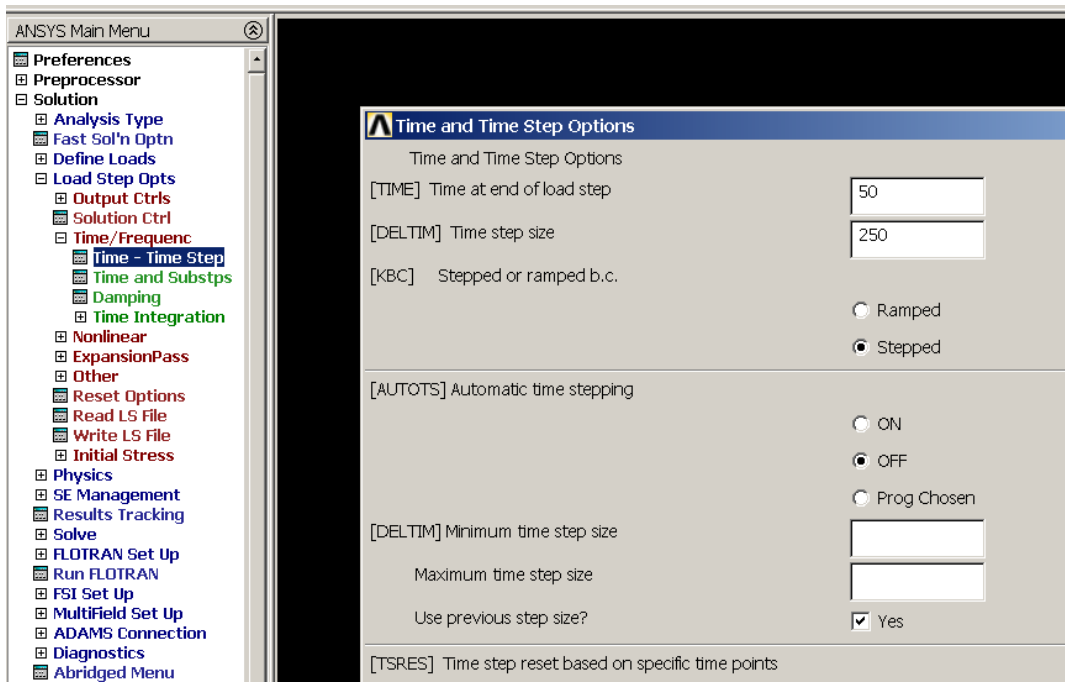 ANSYS Main Menu
Preferences
Preprocessor
Solution
Analysis Type
Fast Sol'n Optn
Define Loads
Load Step Opts
Output Ctrls
Solution Ctrl
Time/Frequenc
Time - Time Step
Time and Substps
Damping
Time Integration
Nonlinear
ExpansionPass
Other
Reset Options
Read LS File
Write LS File
Initial Stress
Physics
SE Management
Results Tracking
Solve
FLOTRAN Set Up
Run FLOTRAN
FSI Set Up
MultiField Set Up
ADAMS Connection
Diagnostics
Abridged Menu
Time and Time Step Options
Time and Time Step Options
[TIME] Time at end of load step 50
[DELTIM] Time step size 250
[KBC] Stepped or ramped b.c.
Ramped
Stepped
[AUTOTS] Automatic time stepping
ON
OFF
Prog Chosen
[DELTIM] Minimum time step size
Maximum time step size
Use previous step size? Yes
[TSRES] Time step reset based on specific time points